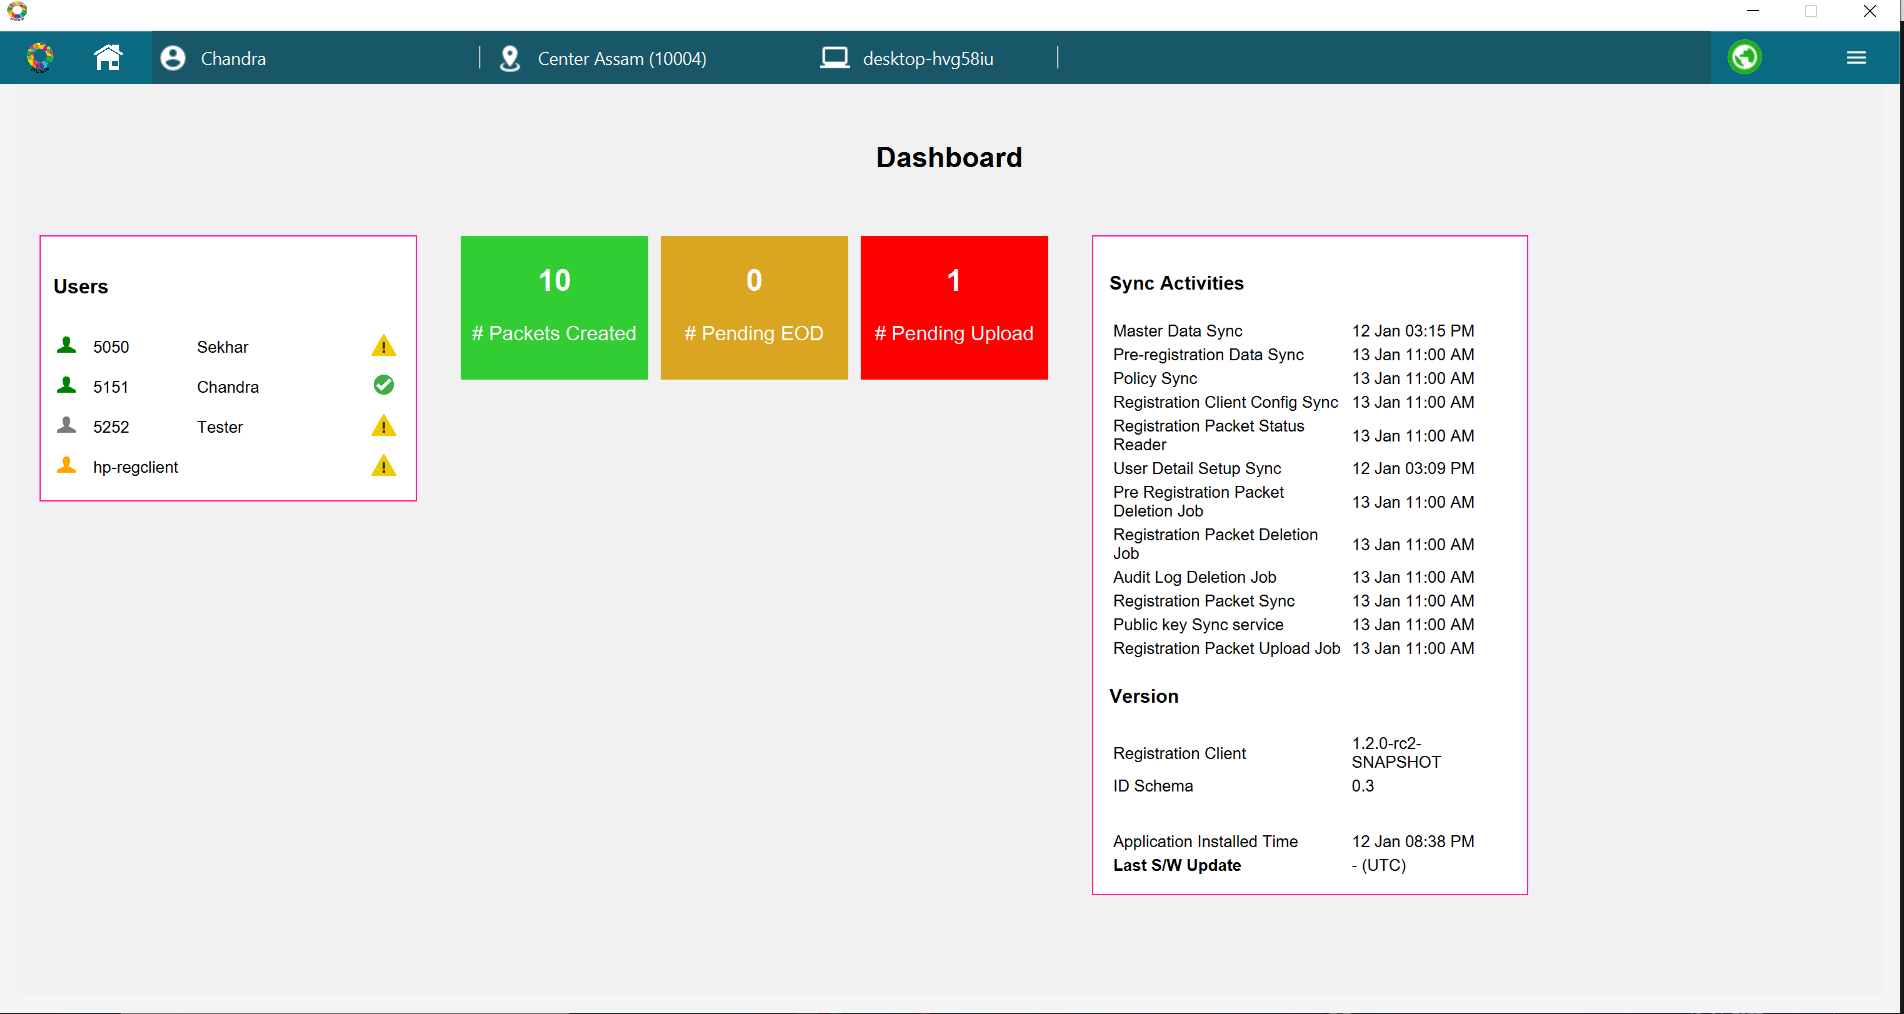 Chandra
Center Assam (10004)
desktop-hvg58iu
Dashboard
Users
5050 Sekhar
5151 Chandra
5252 Tester
hp-regclient
10
# Packets Created
0
# Pending EOD
1
# Pending Upload
Sync Activities
Master Data Sync 12 Jan 03:15 PM
Pre-registration Data Sync 13 Jan 11:00 AM
Policy Sync 13 Jan 11:00 AM
Registration Client Config Sync 13 Jan 11:00 AM
Registration Packet Status
Reader 13 Jan 11:00 AM
User Detail Setup Sync 12 Jan 03:09 PM
Pre Registration Packet
Deletion Job 13 Jan 11:00 AM
Registration Packet Deletion
Job 13 Jan 11:00 AM
Audit Log Deletion Job 13 Jan 11:00 AM
Registration Packet Sync 13 Jan 11:00 AM
Public key Sync service 13 Jan 11:00 AM
Registration Packet Upload Job 13 Jan 11:00 AM
Version
Registration Client 1.2.0-rc2-
SNAPSHOT
ID Schema 0.3
Application Installed Time 12 Jan 08:38 PM
Last S/W Update - (UTC)